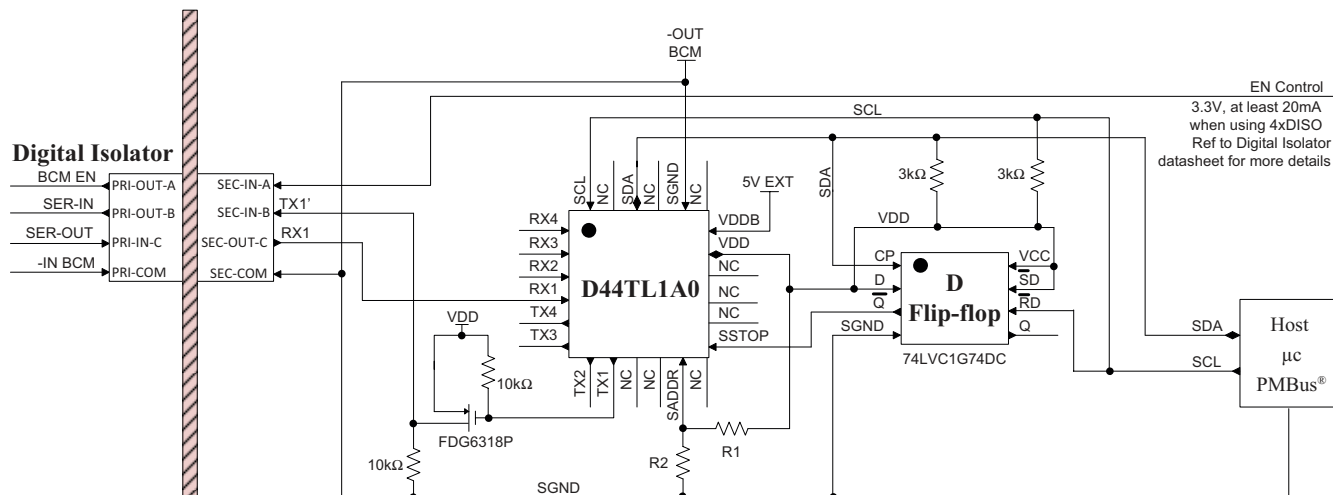 -OUT
BCM
EN Control
3.3V, at least 20mA
when using 4xDISO
Ref to Digital Isolator
datasheet for more details
SCL
Digital Isolator
BCM EN
PRI-OUT-A
SEC-IN-A
SER-IN
PRI-OUT-B
SEC-IN-B
TX1’
SER-OUT
PRI-IN-C
SEC-OUT-C
RX1
-IN BCM
PRI-COM
SEC-COM
SCL
NC
SDA
NC
SGND
NC
5V EXT
SDA
3kΩ
3kΩ
VDD
RX4
RX3
RX2
RX1
TX4
TX3
D44TL1A0
VDDB
VDD
NC
NC
NC
SSTOP
TX2
TX1
NC
NC
SADDR
NC
CP
D
Q
SGND
D
Flip-flop
VCC
SD
RD
Q
74LVC1G74DC
SDA
SCL
Host
µc
PMBus®
VDD
10kΩ
FDG6318P
10kΩ
R1
R2
SGND